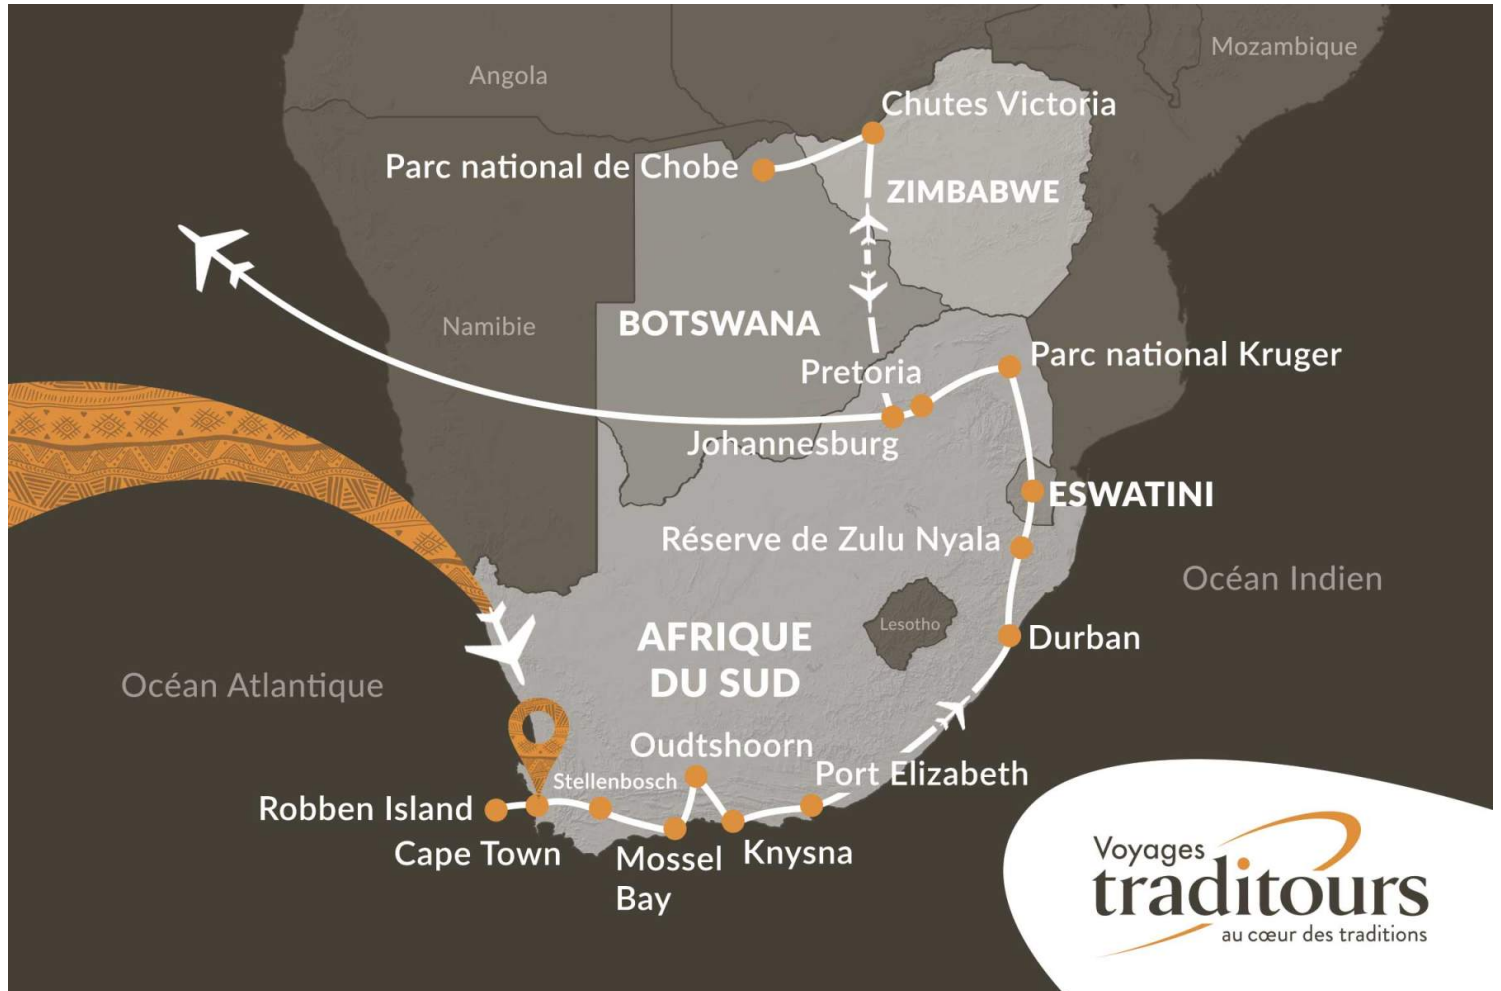 Mozambique
Angola
Chutes Victoria
Parc national de Chobe
ZIMBABWE
Namibie
BOTSWANA
Parc national Kruger
Pretoria
Johannesburg
ESWATINI
Réserve de Zulu Nyala
Océan Indien
Lesotho
AFRIQUE
DU SUD
Durban
Océan Atlantique
Oudtshoorn
Stellenbosch
Port Elizabeth
Robben Island
Cape Town
Mossel
Bay
Knysna
Voyages
traditours
au cœur des traditions